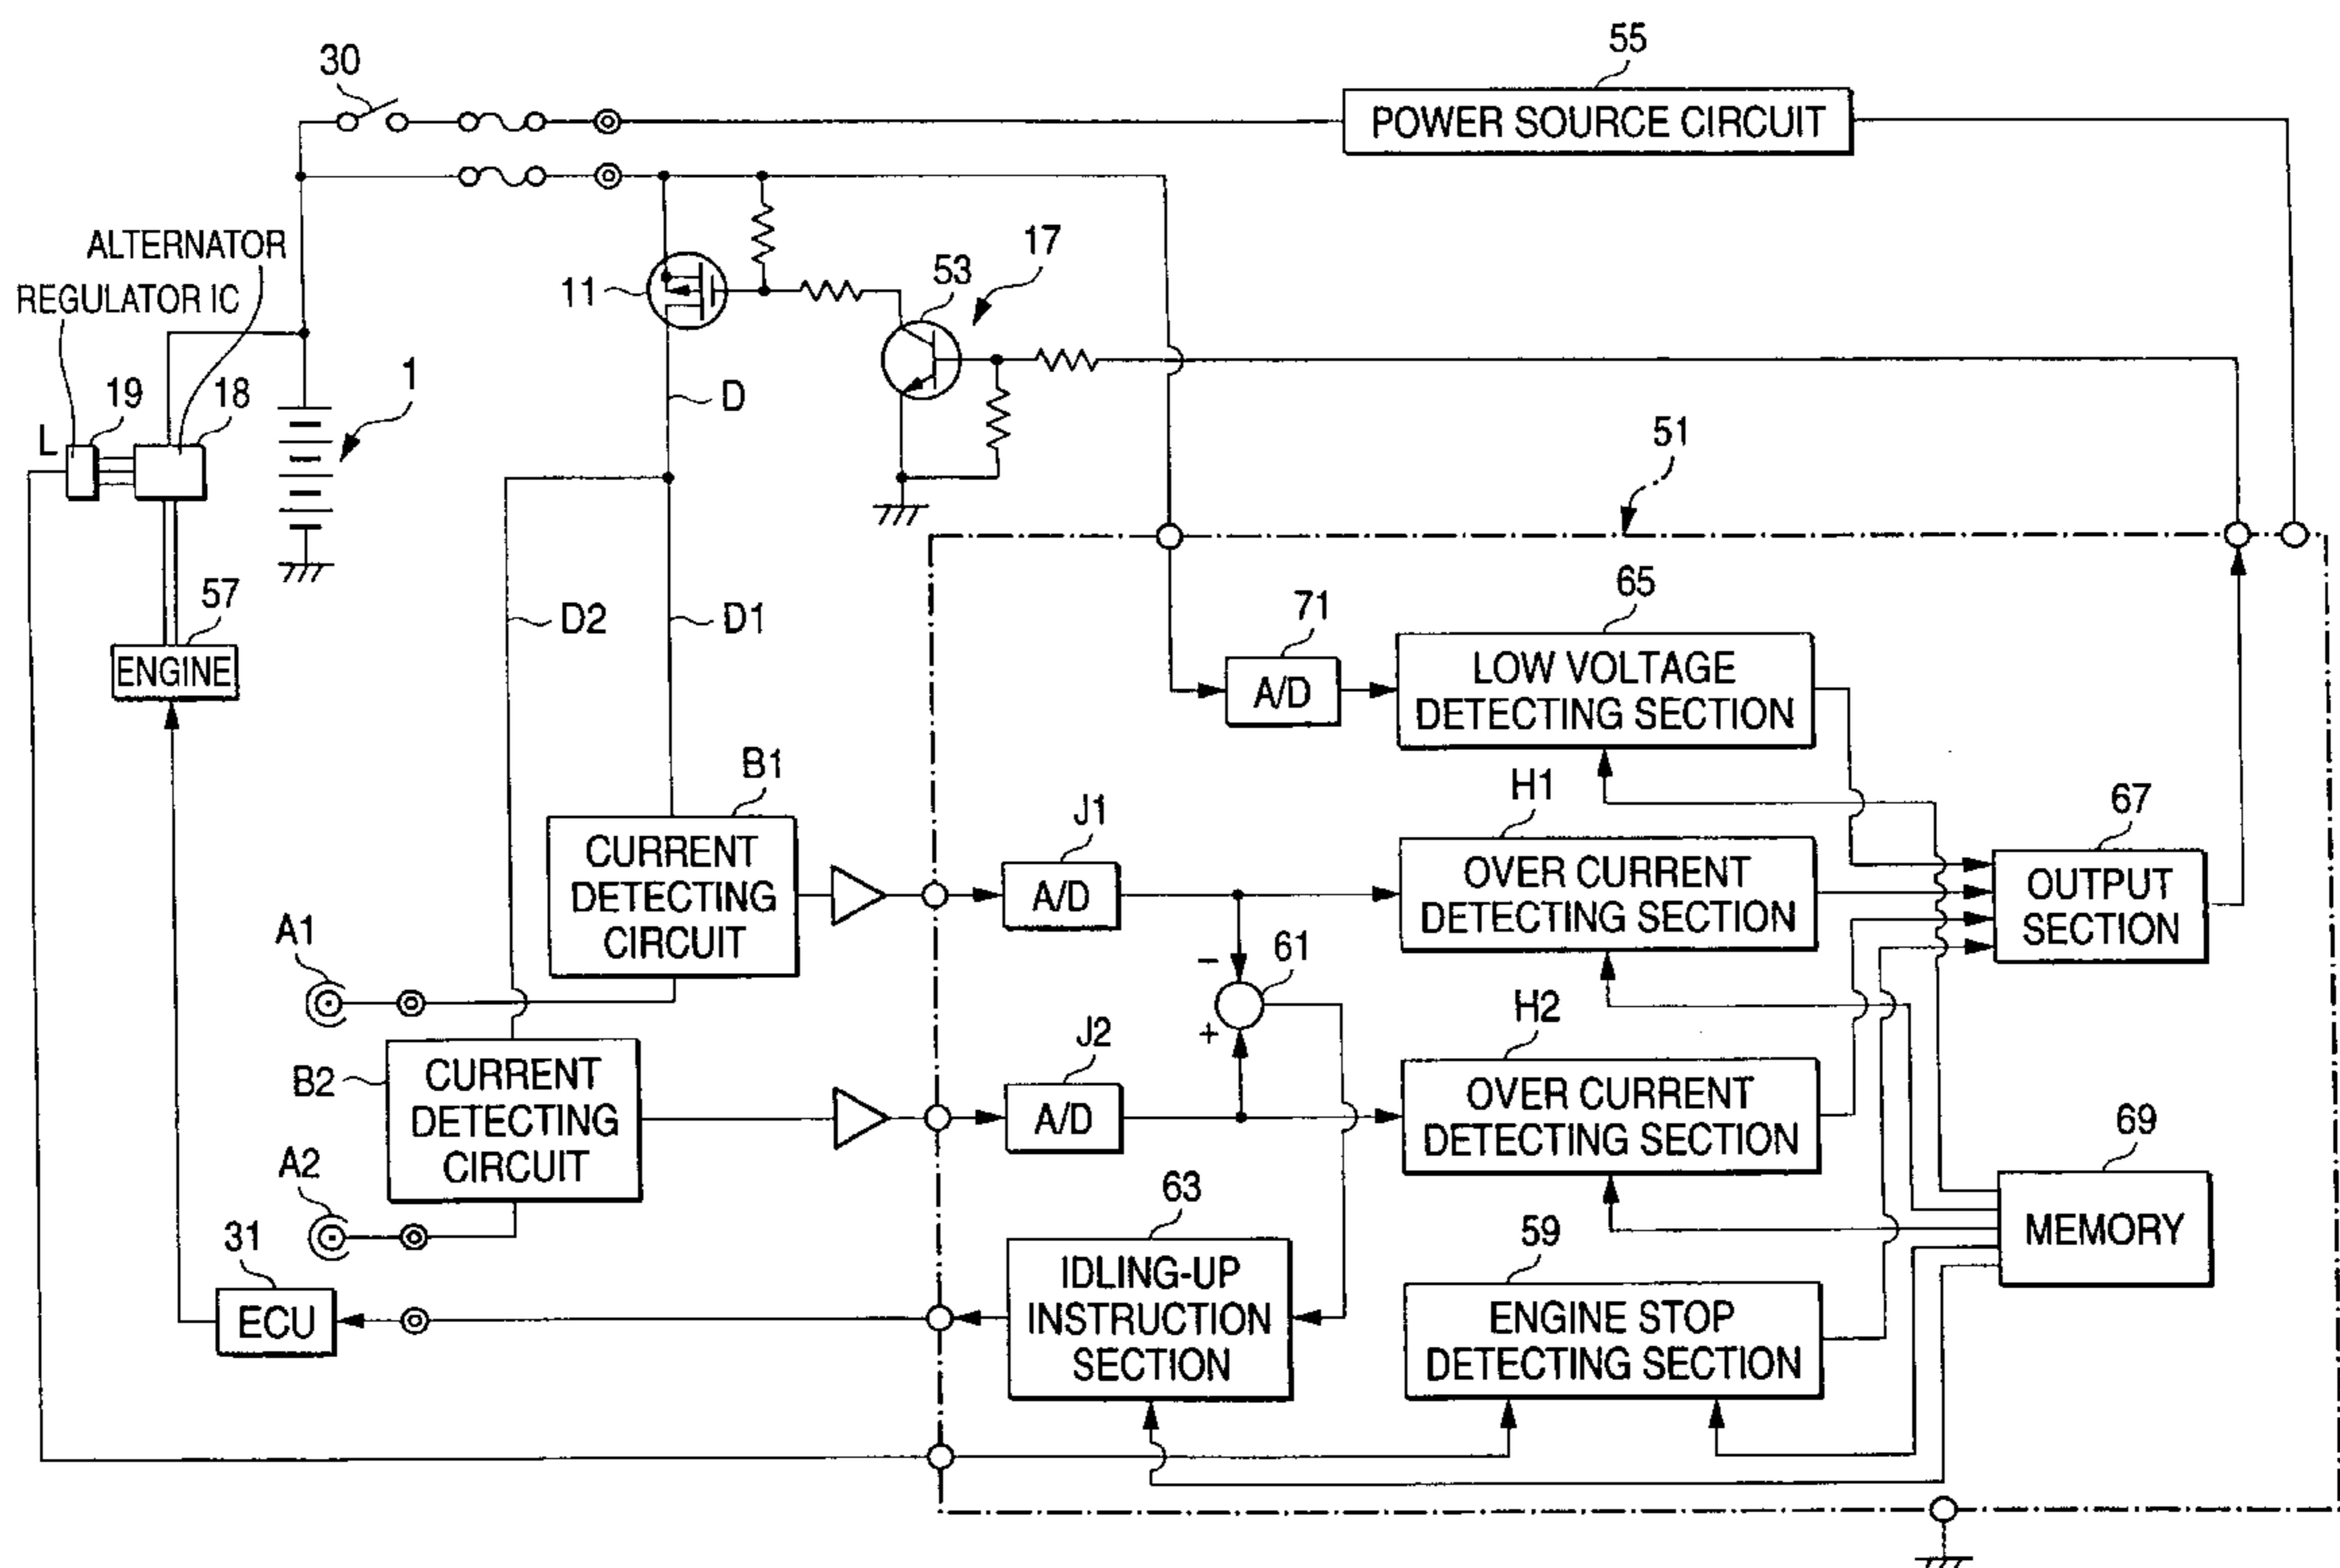 30
55
POWER SOURCE CIRCUIT
ALTERNATOR
REGULATOR IC
11
53
17
19
18
1
L
D
51
57
ENGINE
D2
D1
71
A/D
65
LOW VOLTAGE
DETECTING SECTION
B1
CURRENT
DETECTING
CIRCUIT
J1
A/D
H1
OVER CURRENT
DETECTING SECTION
67
OUTPUT
SECTION
A1
−
61
+
B2
CURRENT
DETECTING
CIRCUIT
J2
A/D
H2
OVER CURRENT
DETECTING SECTION
A2
69
MEMORY
31
ECU
63
IDLING-UP
INSTRUCTION
SECTION
59
ENGINE STOP
DETECTING SECTION